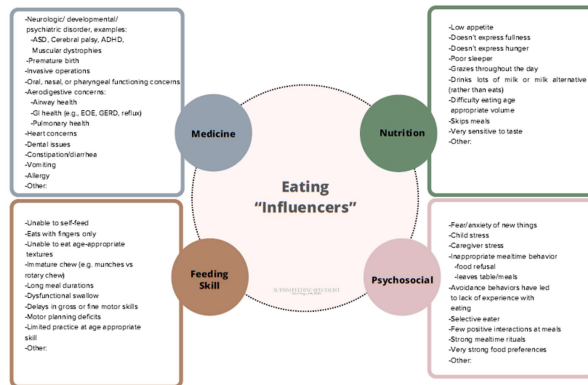 -Neurologic/ developmental/
psychiatric disorder, examples:
-ASD, Cerebral palsy, ADHD,
Muscular dystrophies
-Premature birth
-Invasive operations
-Oral, nasal, or pharyngeal functioning concerns
-Aerodigestive concerns:
-Airway health
-GI health (e.g., EOE, GERD, reflux)
-Pulmonary health
-Heart concerns
-Dental issues
-Constipation/diarrhea
-Vomiting
-Allergy
-Other:
Medicine
-Low appetite
-Doesn't express fullness
-Doesn't express hunger
-Poor sleeper
-Grazes throughout the day
-Drinks lots of milk or milk alternative
(rather than eats)
-Difficulty eating age
appropriate volume
-Skips meals
-Very sensitive to taste
-Other:
Nutrition
Eating
"Influencers"
-Unable to self-feed
-Eats with fingers only
-Unable to eat age-appropriate
textures
-Immature chew (e.g. munches vs
rotary chew)
-Long meal durations
-Dysfunctional swallow
-Delays in gross or fine motor skills
-Motor planning deficits
-Limited practice at age appropriate
skill
-Other:
Feeding
Skill
-Fear/anxiety of new things
-Child stress
-Caregiver stress
-Inappropriate mealtime behavior
-food refusal
-leaves table/meals
-Avoidance behaviors have led
to lack of experience with
eating
-Selective eater
-Few positive interactions at meals
-Strong mealtime rituals
-Very strong food preferences
-Other:
Psychosocial